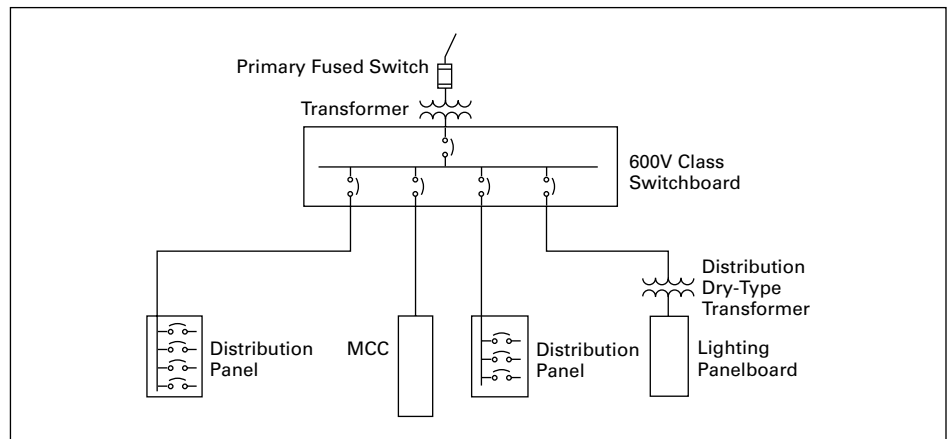 Primary Fused Switch
Transformer
600V Class
Switchboard
Distribution
Dry-Type
Transformer
Distribution
Panel
MCC
Distribution
Panel
Lighting
Panelboard